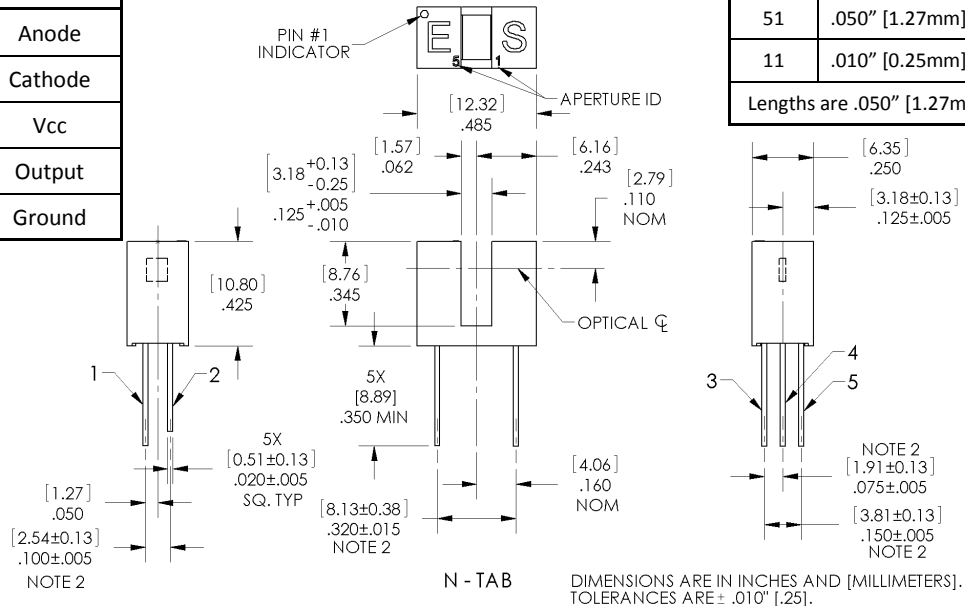 Anode
Cathode
Vcc
Output
Ground
PIN #1
INDICATOR
E S
5 1
APERTURE ID
51 .050” [1.27mm]
11 .010” [0.25mm]
Lengths are .050” [1.27m
[12.32]
.485
[1.57]
.062
[6.16]
.243
[3.18 +0.13 -0.25]
.125 +.005 -.010
[2.79]
.110
NOM
[6.35]
.250
[3.18±0.13]
.125±.005
[10.80]
.425
[8.76]
.345
OPTICAL ℄
1
2
5X
[8.89]
.350 MIN
3
4
5
5X
[0.51±0.13]
.020±.005
SQ. TYP
[1.27]
.050
[2.54±0.13]
.100±.005
NOTE 2
[8.13±0.38]
.320±.015
NOTE 2
[4.06]
.160
NOM
NOTE 2
[1.91±0.13]
.075±.005
[3.81±0.13]
.150±.005
NOTE 2
N - TAB
DIMENSIONS ARE IN INCHES AND [MILLIMETERS].
TOLERANCES ARE ± .010" [.25].